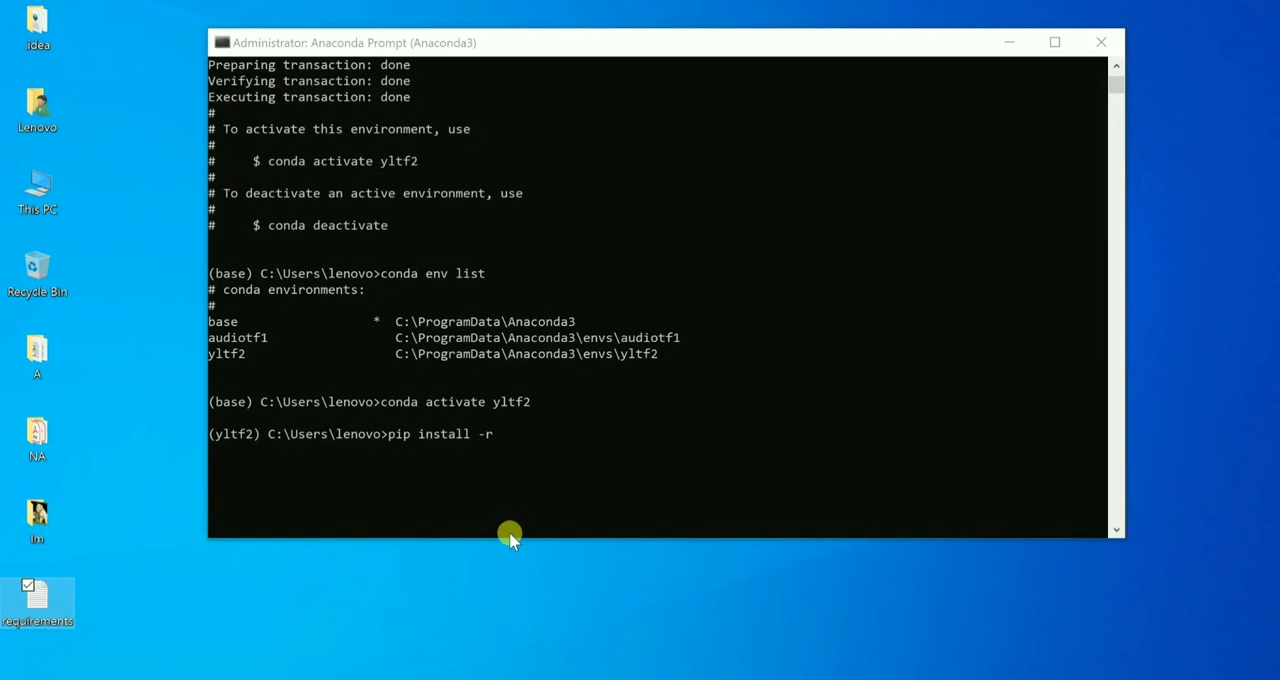 .idea
Lenovo
This PC
Recycle Bin
A
NA
Im
requirements
Administrator: Anaconda Prompt (Anaconda3)
Preparing transaction: done
Verifying transaction: done
Executing transaction: done
#
# To activate this environment, use
#
#     $ conda activate yltf2
#
# To deactivate an active environment, use
#
#     $ conda deactivate
(base) C:\Users\lenovo>conda env list
# conda environments:
#
base                  *  C:\ProgramData\Anaconda3
audiotf1                 C:\ProgramData\Anaconda3\envs\audiotf1
yltf2                    C:\ProgramData\Anaconda3\envs\yltf2
(base) C:\Users\lenovo>conda activate yltf2
(yltf2) C:\Users\lenovo>pip install -r